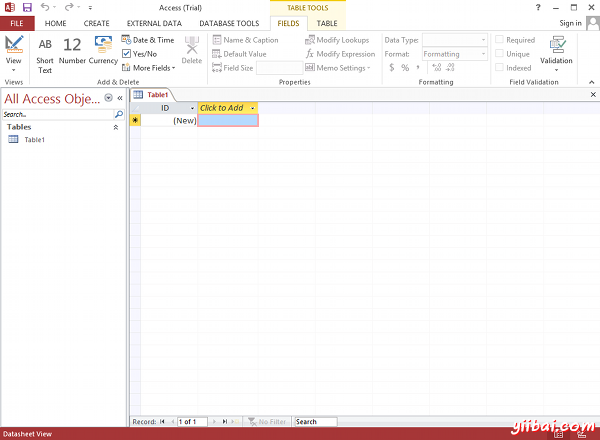 Access (Trial)
TABLE TOOLS
? 
Sign in
FILE HOME CREATE EXTERNAL DATA DATABASE TOOLS FIELDS TABLE
View
Views
AB Short Text
12 Number
Currency
Date & Time
Yes/No
More Fields
Delete
Add & Delete
Name & Caption
Default Value
Field Size
Modify Lookups
Modify Expression
Memo Settings
Properties
Data Type:
Format: Formatting
$ % , .00
Formatting
Required
Unique
Indexed
Validation
Field Validation
All Access Obje...
Search...
Tables
Table1
Table1
ID Click to Add
(New)
Record: 1 of 1 No Filter Search
Datasheet View
yiibai.com